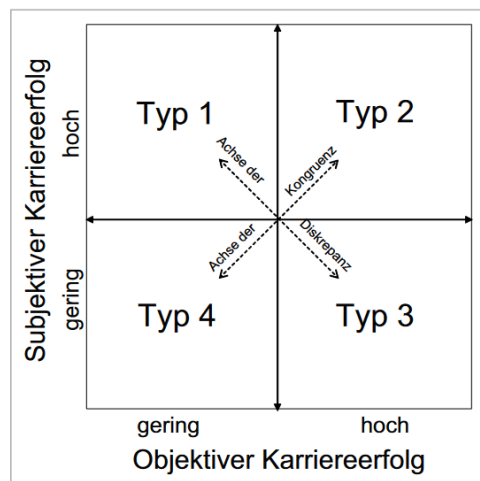 Subjektiver Karriereerfolg
hoch
gering
Typ 1
Typ 2
Achse der
Kongruenz
Achse der
Diskrepanz
Typ 4
Typ 3
gering
hoch
Objektiver Karriereerfolg